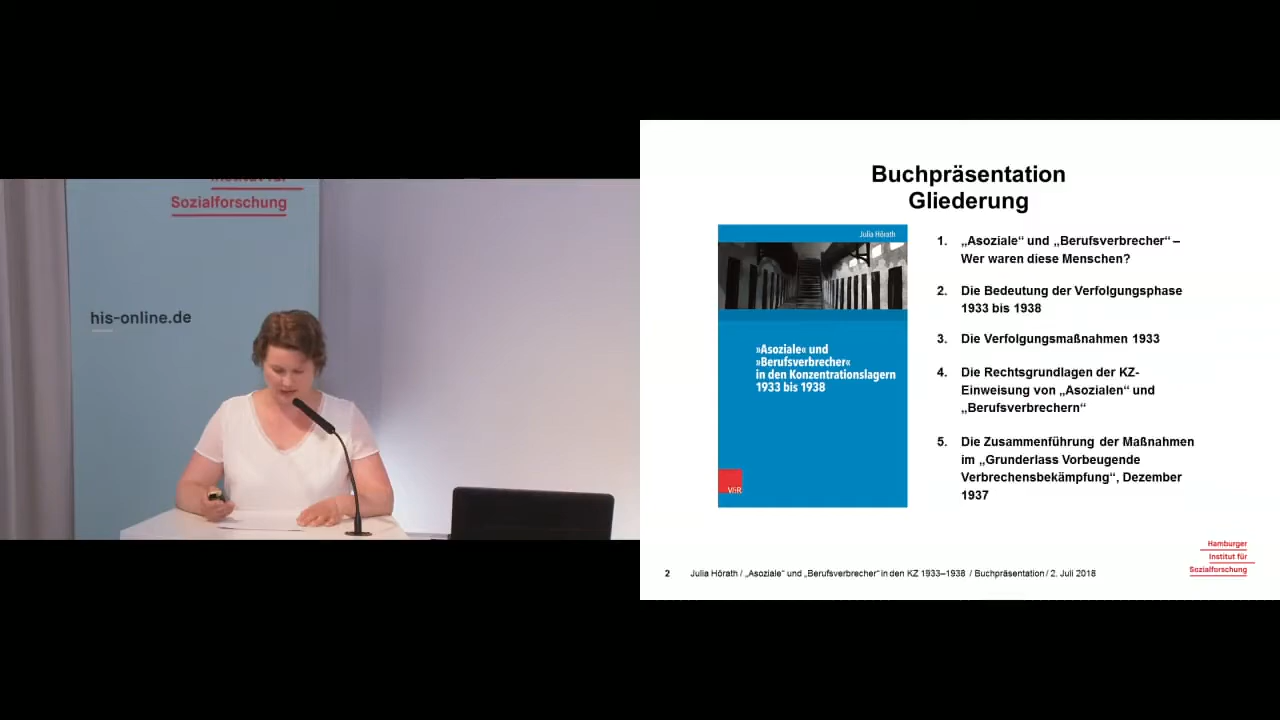 Institut für
Sozialforschung
his-online.de
Buchpräsentation
Gliederung
Julia Hörath
»Asoziale« und
»Berufsverbrecher«
in den Konzentrationslagern
1933 bis 1938
V&R
1. „Asoziale“ und „Berufsverbrecher“ –
Wer waren diese Menschen?
2. Die Bedeutung der Verfolgungsphase
1933 bis 1938
3. Die Verfolgungsmaßnahmen 1933
4. Die Rechtsgrundlagen der KZ-
Einweisung von „Asozialen“ und
„Berufsverbrechern“
5. Die Zusammenführung der Maßnahmen
im „Grunderlass Vorbeugende
Verbrechensbekämpfung“, Dezember
1937
Hamburger
Institut für
Sozialforschung
2 Julia Hörath / „Asoziale“ und „Berufsverbrecher“ in den KZ 1933–1938 / Buchpräsentation / 2. Juli 2018